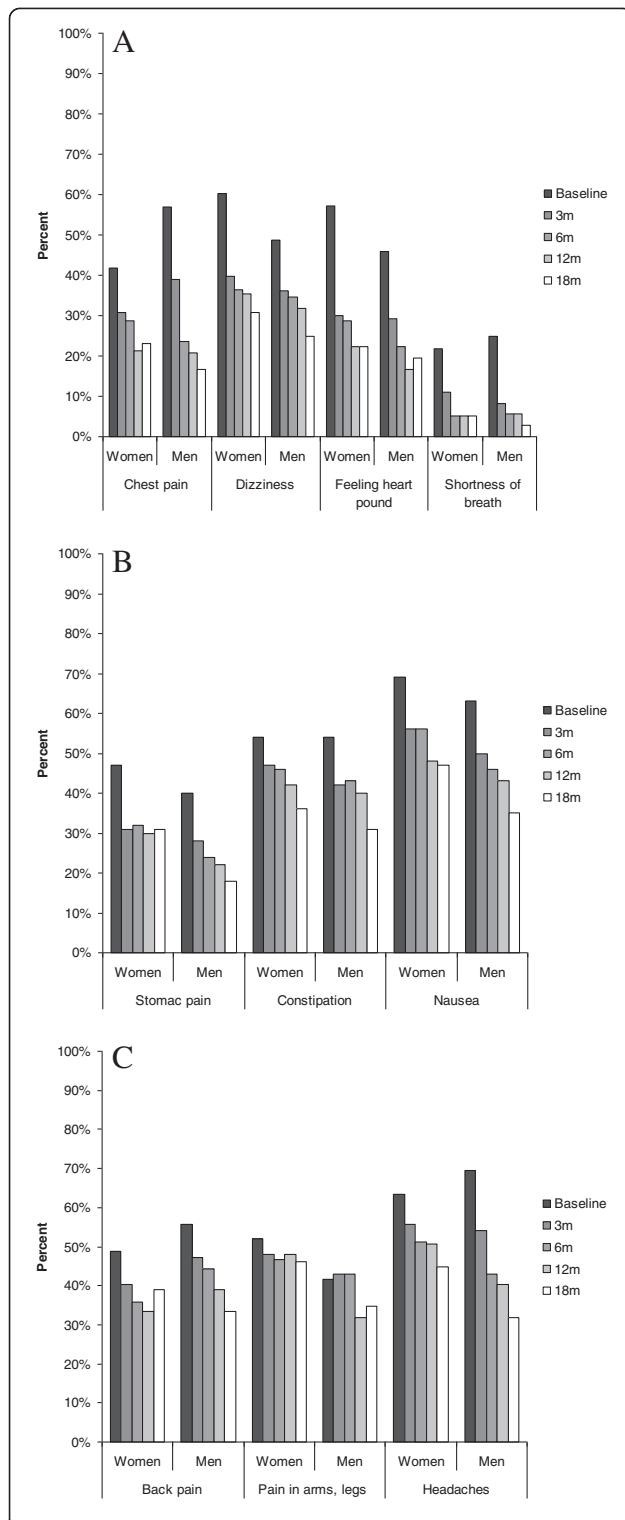 A
100%
90%
80%
70%
60%
50%
40%
30%
20%
10%
0%
Percent
Baseline
3m
6m
12m
18m
Women Men Women Men Women Men Women Men
Chest pain Dizziness Feeling heart pound Shortness of breath
B
100%
90%
80%
70%
60%
50%
40%
30%
20%
10%
0%
Percent
Baseline
3m
6m
12m
18m
Women Men Women Men Women Men
Stomac pain Constipation Nausea
C
100%
90%
80%
70%
60%
50%
40%
30%
20%
10%
0%
Percent
Baseline
3m
6m
12m
18m
Women Men Women Men Women Men
Back pain Pain in arms, legs Headaches